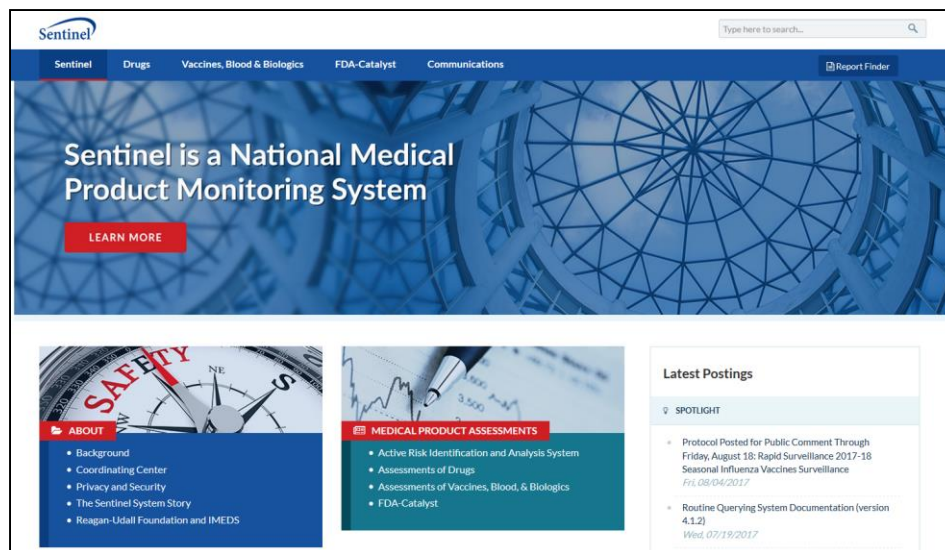 Sentinel
Type here to search...
Sentinel Drugs Vaccines, Blood & Biologics FDA-Catalyst Communications Report Finder
Sentinel is a National Medical
Product Monitoring System
LEARN MORE
SAFETY
NE
S
ABOUT
• Background
• Coordinating Center
• Privacy and Security
• The Sentinel System Story
• Reagan-Udall Foundation and IMEDS
3,500
MEDICAL PRODUCT ASSESSMENTS
• Active Risk Identification and Analysis System
• Assessments of Drugs
• Assessments of Vaccines, Blood, & Biologics
• FDA-Catalyst
Latest Postings
SPOTLIGHT
Protocol Posted for Public Comment Through
Friday, August 18: Rapid Surveillance 2017-18
Seasonal Influenza Vaccines Surveillance
Fri, 08/04/2017
Routine Querying System Documentation (version
4.1.2)
Wed, 07/19/2017